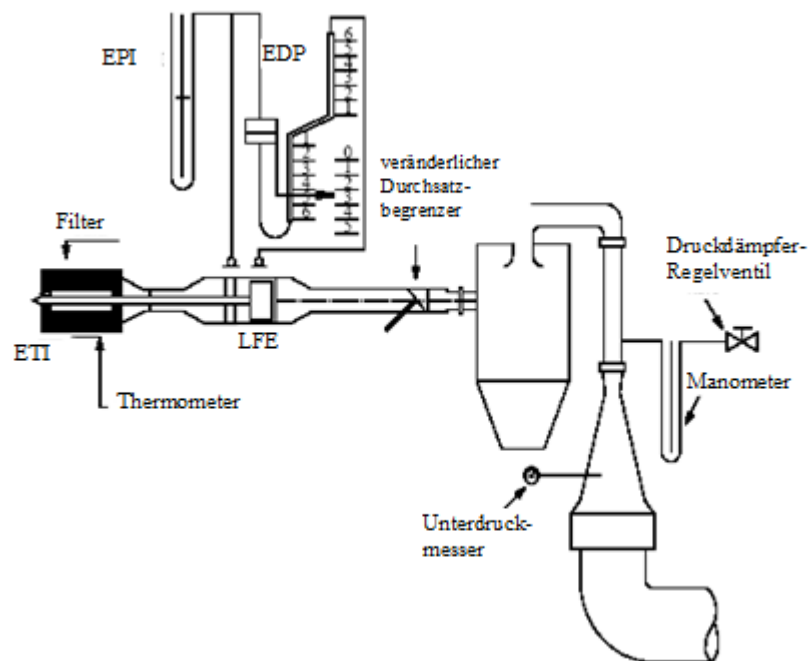 EPI
EDP
veränderlicher
Durchsatz-
begrenzer
Filter
Druckdämpfer-
Regelventil
LFE
ETI
Thermometer
Manometer
Unterdruck-
messer